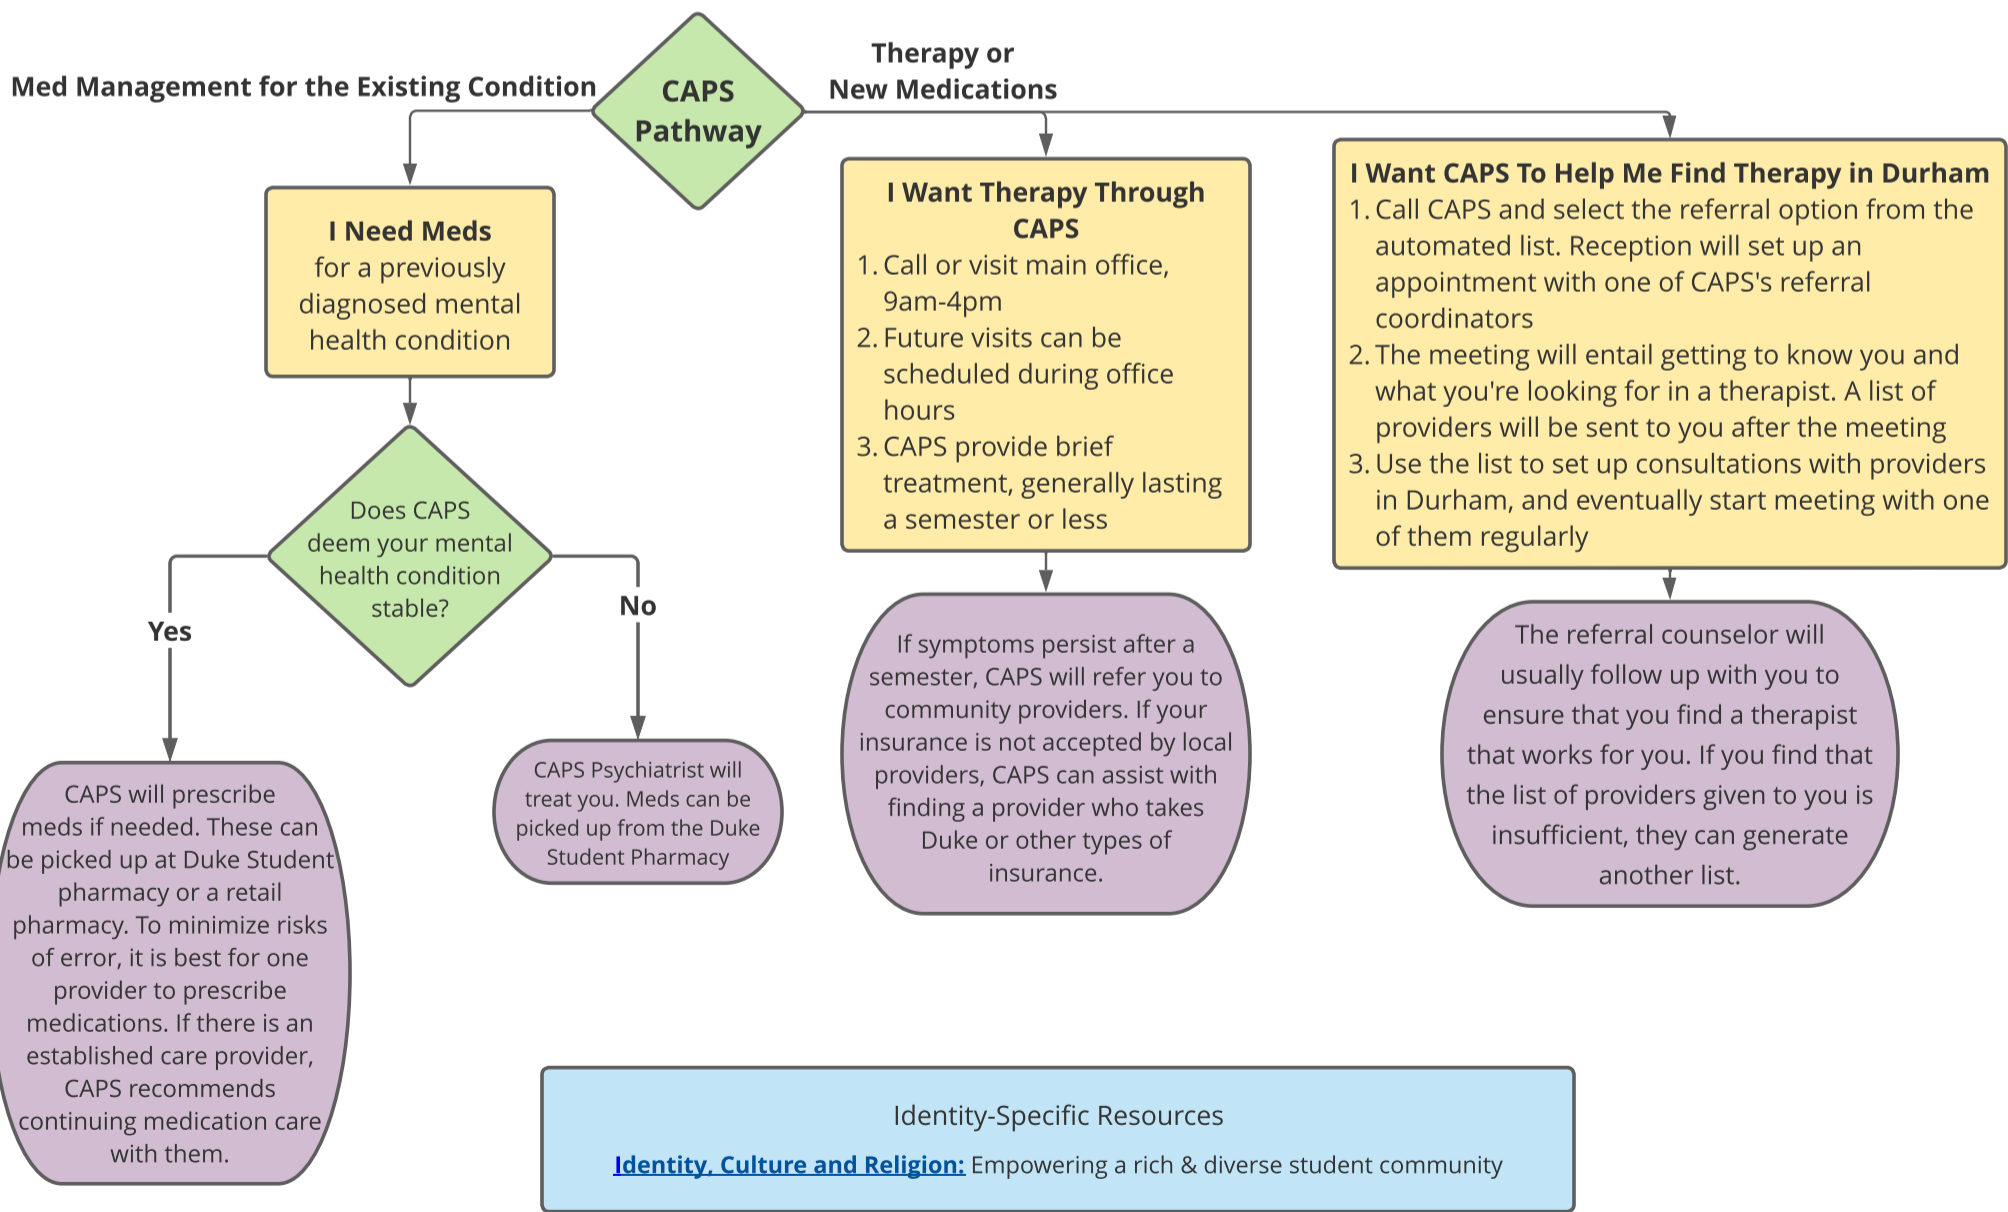 Med Management for the Existing Condition
CAPS
Pathway
Therapy or
New Medications
I Need Meds
for a previously
diagnosed mental
health condition
Does CAPS
deem your mental
health condition
stable?
Yes
No
CAPS will prescribe
meds if needed. These can
be picked up at Duke Student
pharmacy or a retail
pharmacy. To minimize risks
of error, it is best for one
provider to prescribe
medications. If there is an
established care provider,
CAPS recommends
continuing medication care
with them.
CAPS Psychiatrist will
treat you. Meds can be
picked up from the Duke
Student Pharmacy
I Want Therapy Through
CAPS
1. Call or visit main office,
9am-4pm
2. Future visits can be
scheduled during office
hours
3. CAPS provide brief
treatment, generally lasting
a semester or less
If symptoms persist after a
semester, CAPS will refer you to
community providers. If your
insurance is not accepted by local
providers, CAPS can assist with
finding a provider who takes
Duke or other types of
insurance.
I Want CAPS To Help Me Find Therapy in Durham
1. Call CAPS and select the referral option from the
automated list. Reception will set up an
appointment with one of CAPS's referral
coordinators
2. The meeting will entail getting to know you and
what you're looking for in a therapist. A list of
providers will be sent to you after the meeting
3. Use the list to set up consultations with providers
in Durham, and eventually start meeting with one
of them regularly
The referral counselor will
usually follow up with you to
ensure that you find a therapist
that works for you. If you find that
the list of providers given to you is
insufficient, they can generate
another list.
Identity-Specific Resources
Identity, Culture and Religion: Empowering a rich & diverse student community